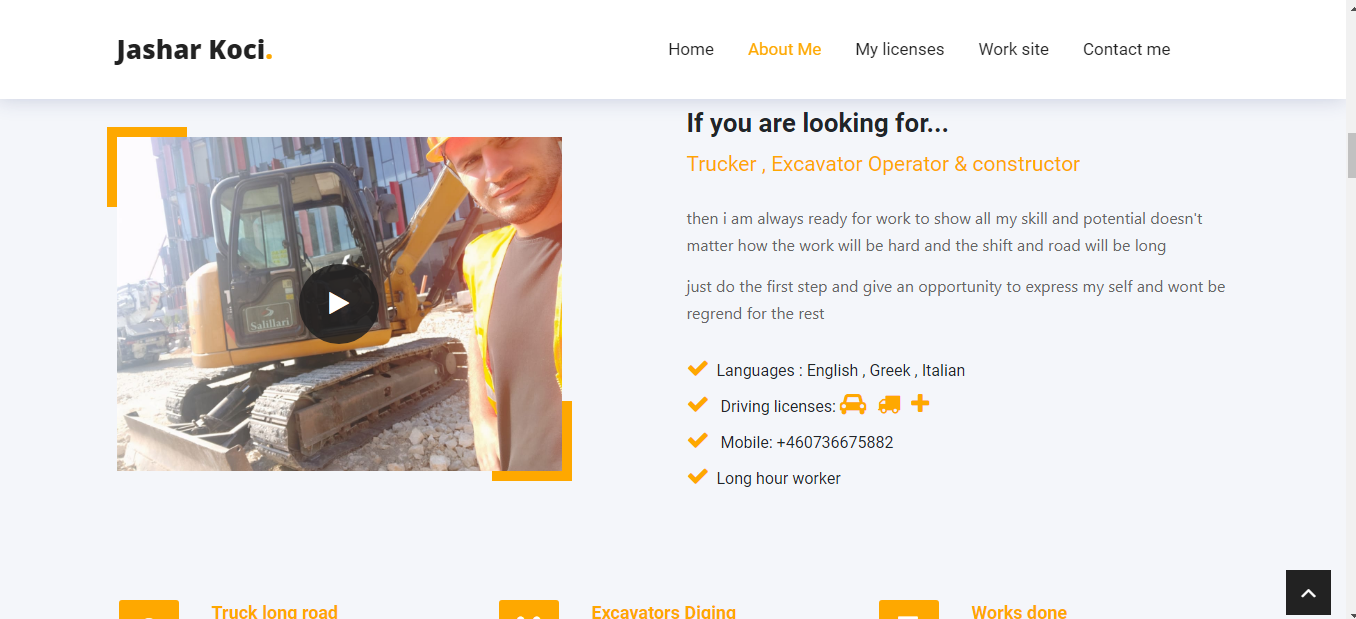 Jashar Koci.
Home
About Me
My licenses
Work site
Contact me
If you are looking for...
Trucker , Excavator Operator & constructor
then i am always ready for work to show all my skill and potential doesn't
matter how the work will be hard and the shift and road will be long
just do the first step and give an opportunity to express my self and wont be
regrend for the rest
Salillari
Languages : English , Greek , Italian
Driving licenses:
Mobile: +460736675882
Long hour worker
Truck long road
Excavators Diging
Works done